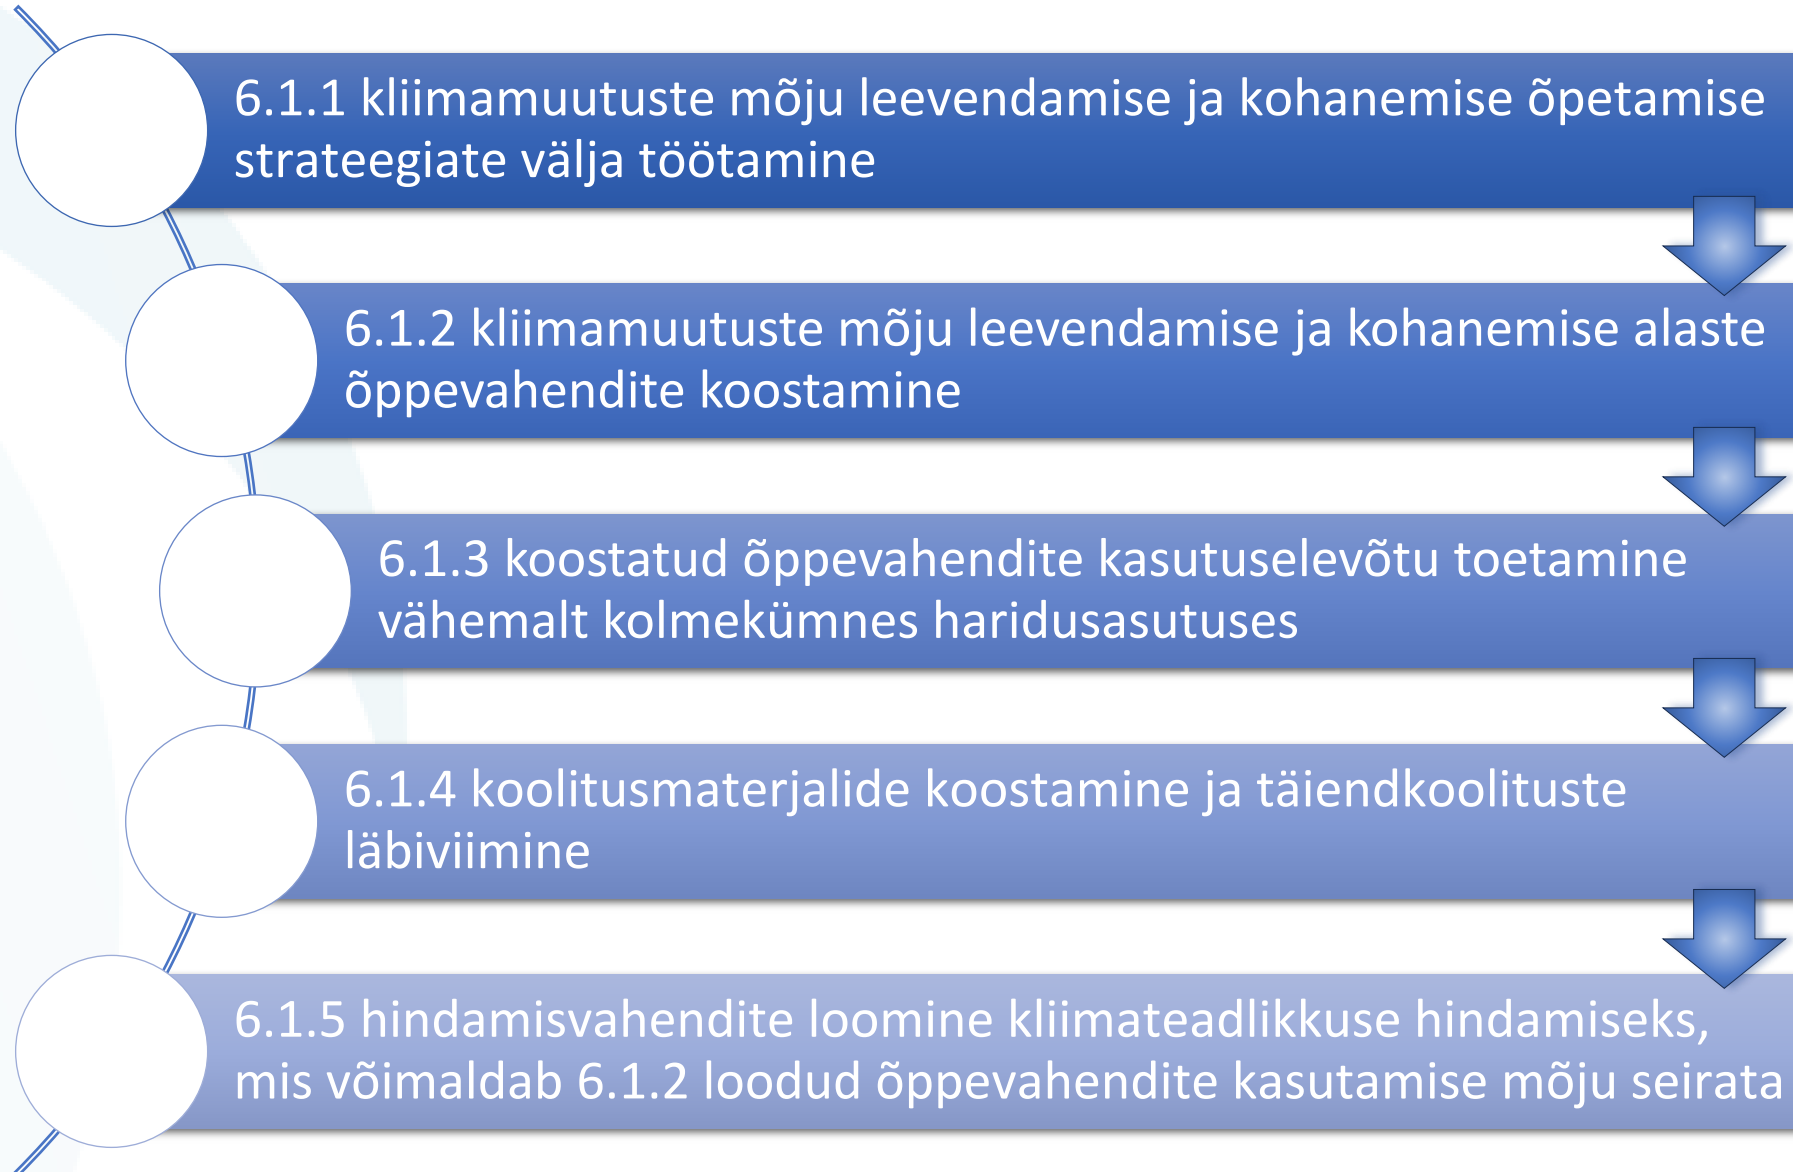 6.1.1 kliimamuutuste mõju leevendamise ja kohanemise õpetamise
strateegiate välja töötamine
6.1.2 kliimamuutuste mõju leevendamise ja kohanemise alaste
õppevahendite koostamine
6.1.3 koostatud õppevahendite kasutuselevõtu toetamine
vähemalt kolmekümnes haridusasutuses
6.1.4 koolitusmaterjalide koostamine ja täiendkoolituste
läbiviimine
6.1.5 hindamisvahendite loomine kliimateadlikkuse hindamiseks,
mis võimaldab 6.1.2 loodud õppevahendite kasutamise mõju seirata